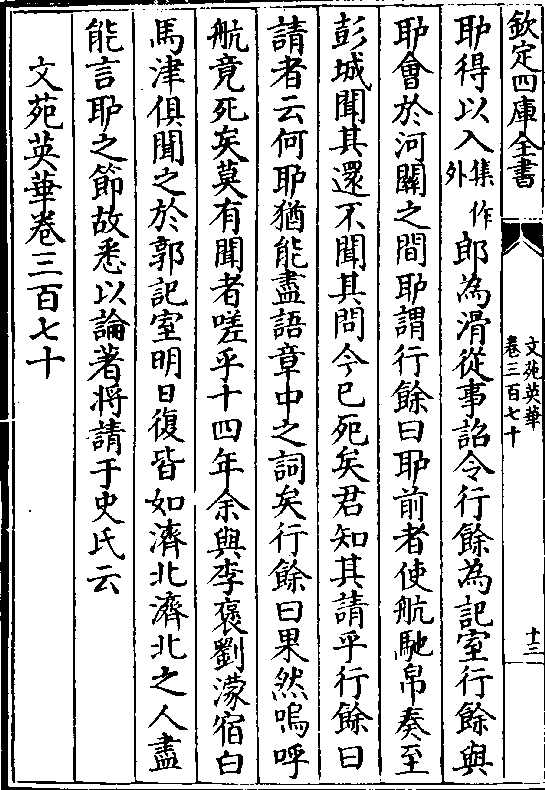 欽定四庫全書
文苑英華
卷三百七十
十三
耶得以入集作外郎為滑從事詔令行餘為記室行餘與
耶會於河關之間耶謂行餘曰耶前者使航馳帛奏至
彭城聞其還不聞其問今已死矣君知其請乎行餘曰
請者云何耶猶能盡語章中之詞矣行餘曰果然嗚呼
航竟死矣莫有聞者嗟乎十四年余與李褒劉濛宿白
馬津俱聞之於郭記室明日復皆如濟北濟北之人盡
能言耶之節故悉以論著将請于史氏云
文苑英華卷三百七十